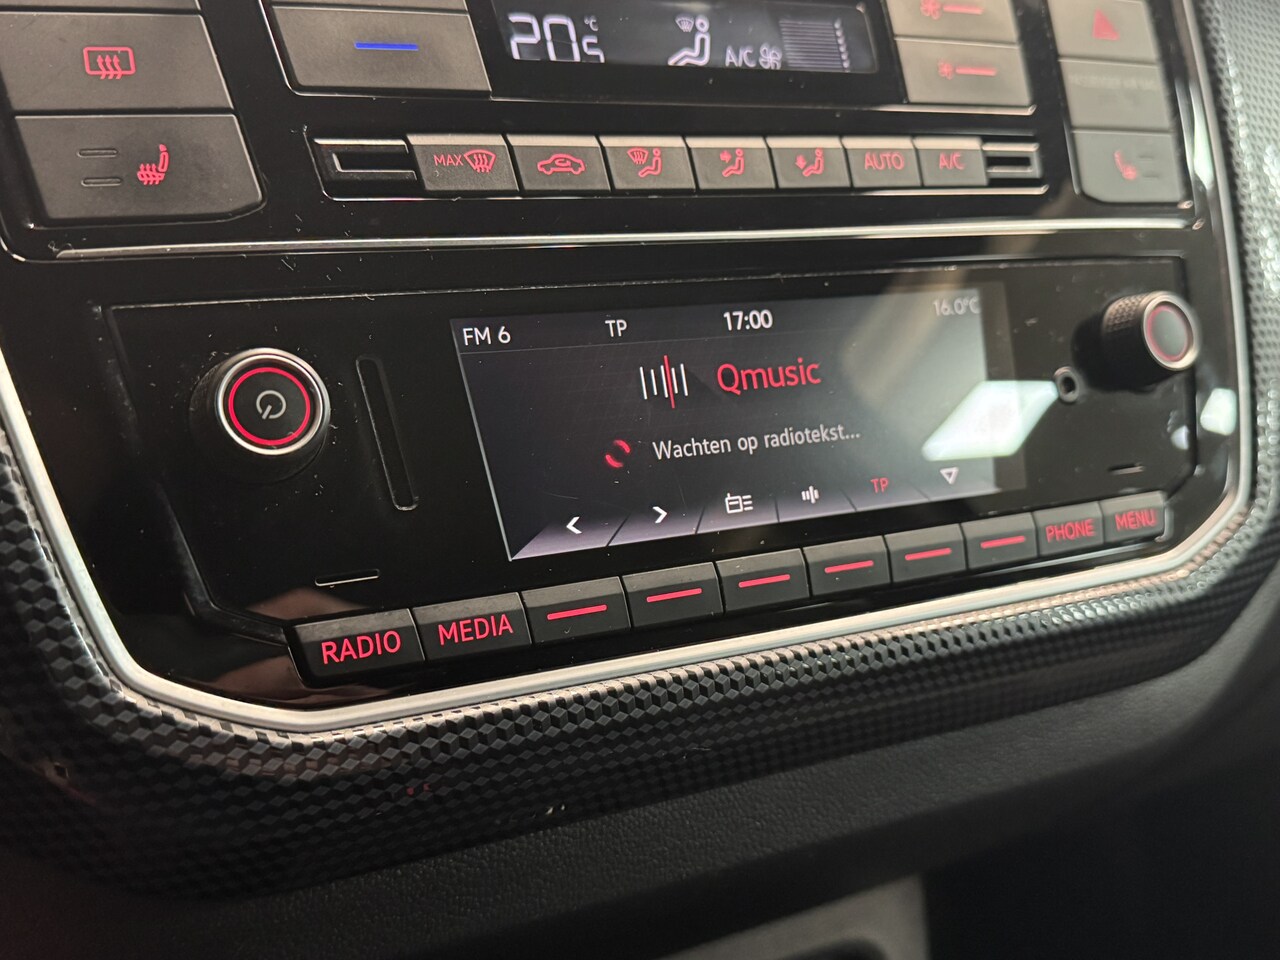 20.5 °C
A/C
MAX
AUTO
A/C
FM 6
TP
17:00
16.0°C
Qmusic
Wachten op radiotekst...
TP
RADIO
MEDIA
PHONE
MENU